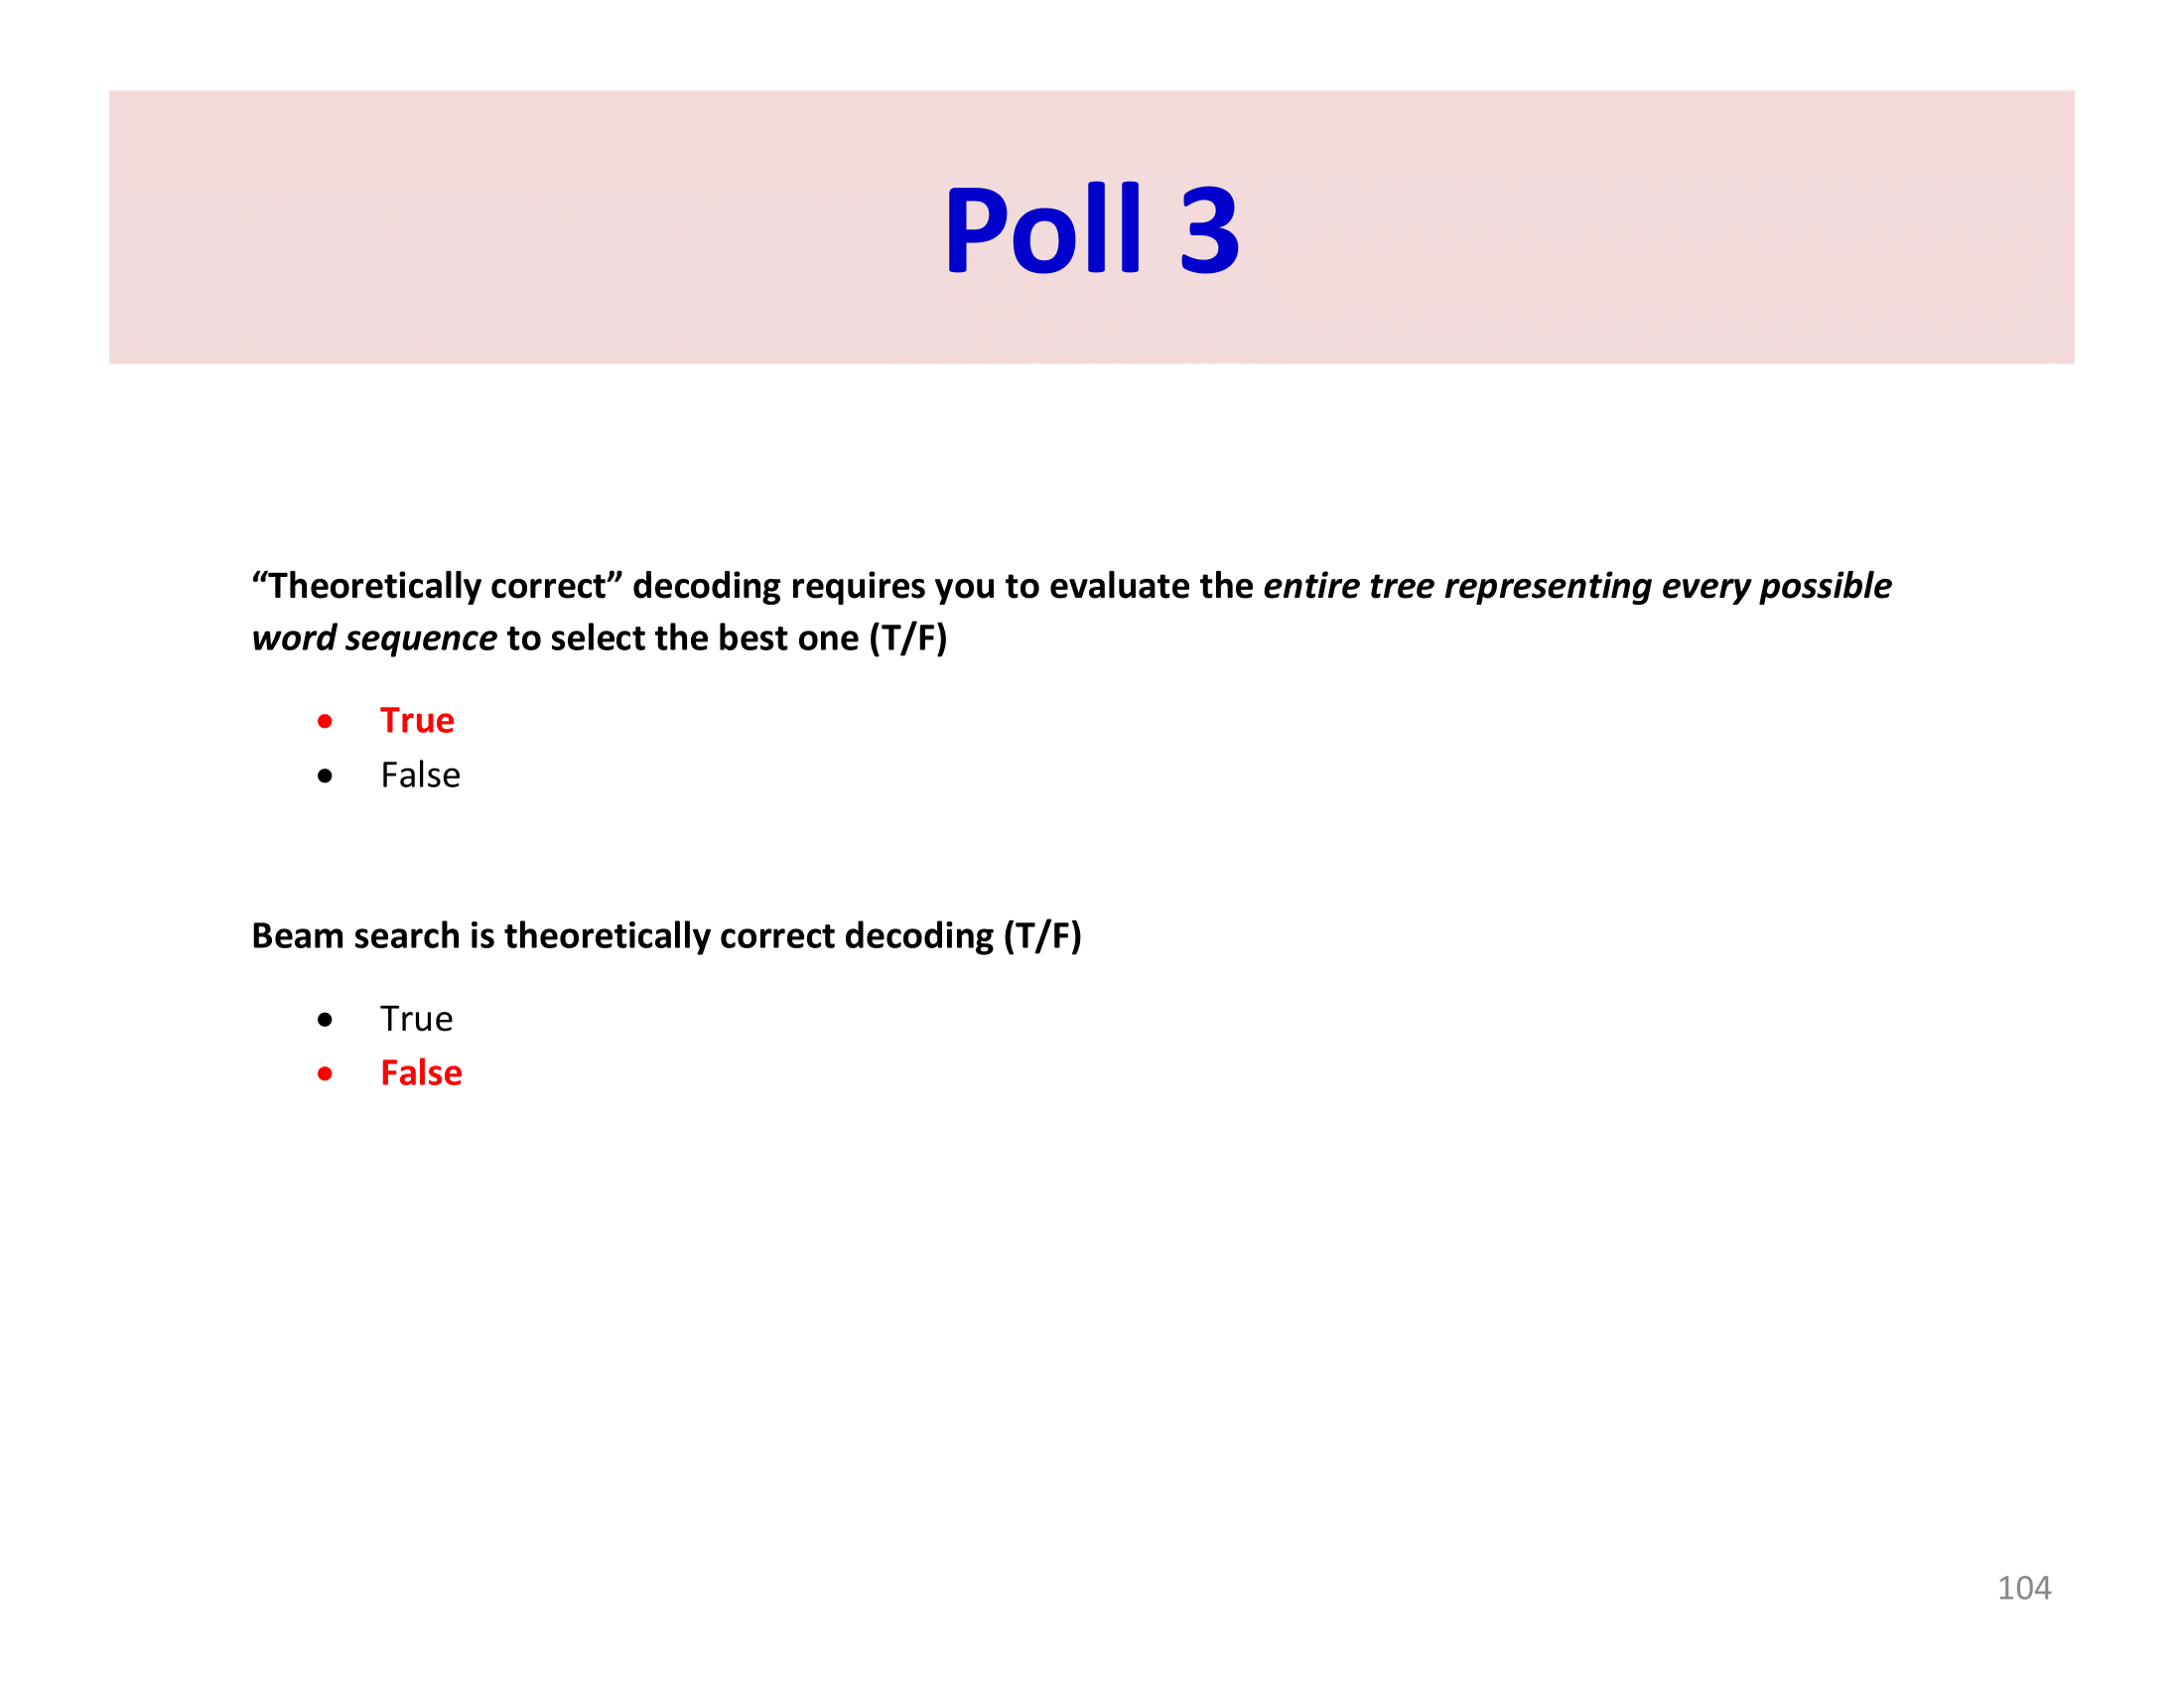 Poll 3
“Theoretically correct” decoding requires you to evaluate the entire tree representing every possible
word sequence to select the best one (T/F)
• True
• False
Beam search is theoretically correct decoding (T/F)
• True
• False
104